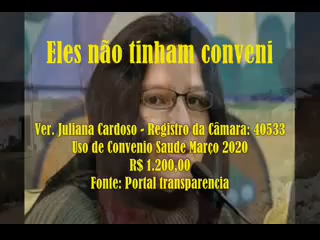 Eles não tinham conveni
Ver. Juliana Cardoso - Registro da Câmara: 40533
Uso de Convenio Saude Março 2020
R$ 1.200,00
Fonte: Portal transparencia